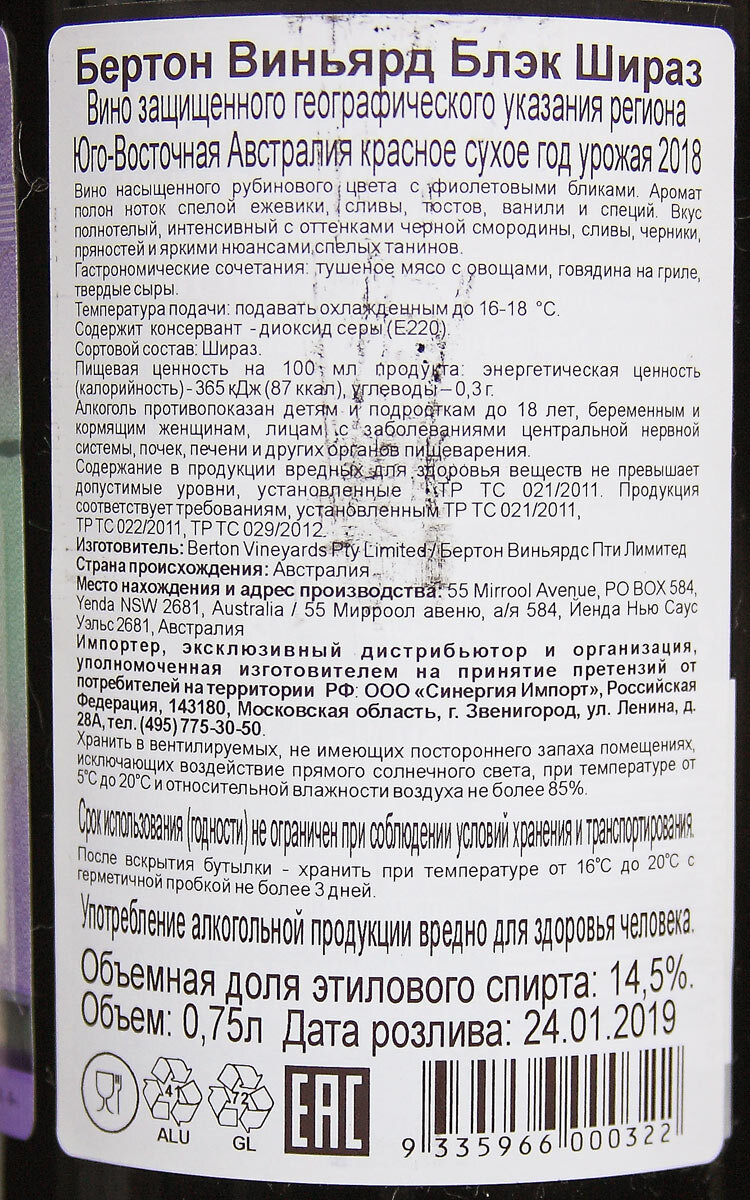 Бертон Виньярд Блэк Шираз
Вино защищенного географического указания региона
Юго-Восточная Австралия красное сухое год урожая 2018
Вино насыщенного рубинового цвета с фиолетовыми бликами. Аромат
полон ноток спелой ежевики, сливы, тостов, ванили и специй. Вкус
полнотелый, интенсивный с оттенками черной смородины, сливы, черники,
пряностей и яркими нюансами спелых танинов.
Гастрономические сочетания: тушеное мясо с овощами, говядина на гриле,
твердые сыры.
Температура подачи: подавать охлажденным до 16-18 °C.
Содержит консервант - диоксид серы (Е220).
Сортовой состав: Шираз.
Пищевая ценность на 100 мл продукта: энергетическая ценность
(калорийность) - 365 кДж (87 ккал), углеводы – 0,3 г.
Алкоголь противопоказан детям и подросткам до 18 лет, беременным и
кормящим женщинам, лицам с заболеваниями центральной нервной
системы, почек, печени и других органов пищеварения.
Содержание в продукции вредных для здоровья веществ не превышает
допустимые уровни, установленные ТР ТС 021/2011. Продукция
соответствует требованиям, установленным ТР ТС 021/2011,
ТР ТС 022/2011, ТР ТС 029/2012.
Изготовитель: Berton Vineyards Pty Limited / Бертон Виньярдс Пти Лимитед
Страна происхождения: Австралия
Место нахождения и адрес производства: 55 Mirrool Avenue, PO BOX 584,
Yenda NSW 2681, Australia / 55 Мирроол авеню, а/я 584, Йенда Нью Саус
Уэльс 2681, Австралия
Импортер, эксклюзивный дистрибьютор и организация,
уполномоченная изготовителем на принятие претензий от
потребителей на территории РФ: ООО «Синергия Импорт», Российская
Федерация, 143180, Московская область, г. Звенигород, ул. Ленина, д.
28А, тел. (495) 775-30-50.
Хранить в вентилируемых, не имеющих постороннего запаха помещениях,
исключающих воздействие прямого солнечного света, при температуре от
5°C до 20°C и относительной влажности воздуха не более 85%.
Срок использования (годности) не ограничен при соблюдении условий хранения и транспортирования.
После вскрытия бутылки - хранить при температуре от 16°C до 20°C с
герметичной пробкой не более 3 дней.
Употребление алкогольной продукции вредно для здоровья человека.
Объемная доля этилового спирта: 14,5%.
Объем: 0,75л Дата розлива: 24.01.2019
41 72 EAC
ALU GL
9 335966 000322